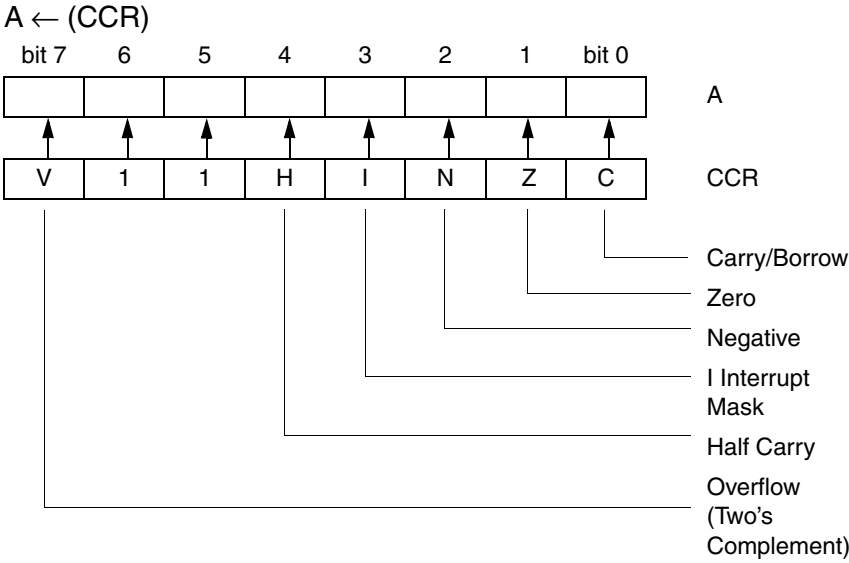 A ← (CCR)
bit 7 6 5 4 3 2 1 bit 0
A
V 1 1 H I N Z C CCR
Carry/Borrow
Zero
Negative
I Interrupt
Mask
Half Carry
Overflow
(Two's
Complement)